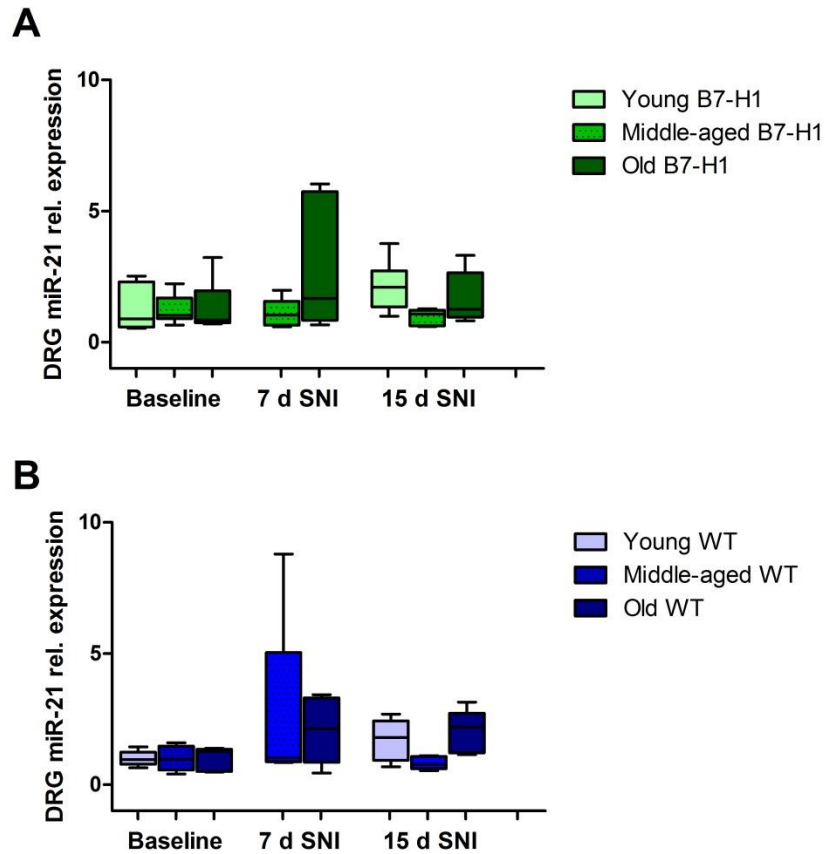 A
DRG miR-21 rel. expression
10
5
0
Baseline
7 d SNI
15 d SNI
Young B7-H1
Middle-aged B7-H1
Old B7-H1
B
DRG miR-21 rel. expression
10
5
0
Baseline
7 d SNI
15 d SNI
Young WT
Middle-aged WT
Old WT